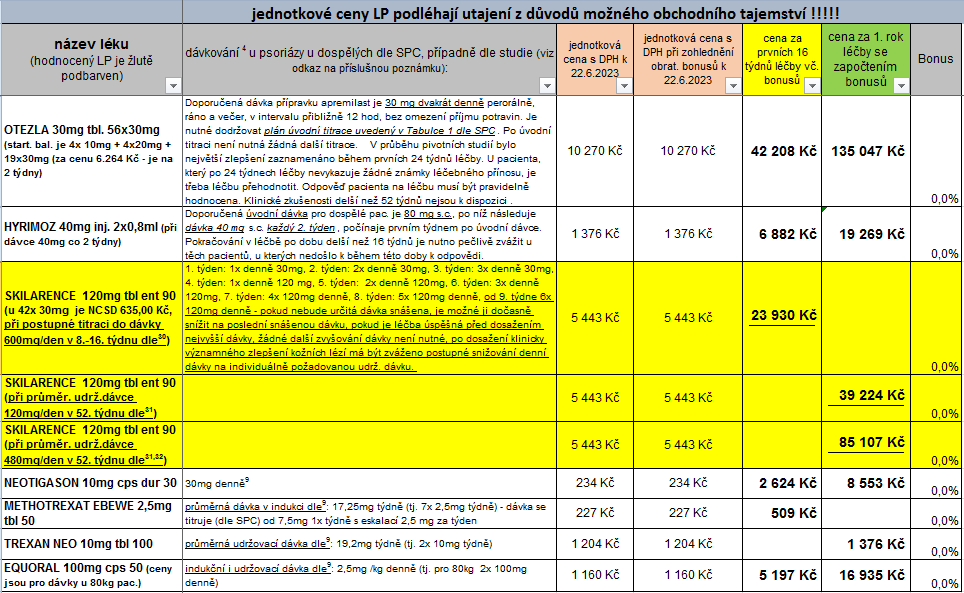 jednotkové ceny LP podléhají utajení z důvodů možného obchodního tajemství !!!!!
název léku
(hodnocený LP je žlutě
podbarven)
dávkování 4 u psoriázy u dospělých dle SPC, případně dle studie (viz
odkaz na příslušnou poznámku):
jednotková
cena s DPH k
22.6.2023
jednotková cena s
DPH při zohlednění
obrat. bonusů k
22.6.2023
cena za
prvních 16
týdnů léčby vč.
bonusů
cena za 1. rok
léčby se
započtením
bonusů
Bonus
OTEZLA 30mg tbl. 56x30mg
(start. bal. je 4x 10mg + 4x20mg +
19x30mg (za cenu 6.264 Kč - je na
2 týdny)
Doporučená dávka přípravku apremilast je 30 mg dvakrát denně perorálně,
ráno a večer, v intervalu přibližně 12 hod, bez omezení příjmu potravin. Je
nutné dodržovat plán úvodní titrace uvedený v Tabulce 1 dle SPC . Po úvodní
titraci není nutná žádná další titrace. V průběhu pivotních studií bylo
největší zlepšení zaznamenáno během prvních 24 týdnů léčby. U pacienta,
který po 24 týdnech léčby nevykazuje žádné známky léčebného přínosu, je
třeba léčbu přehodnotit. Odpověď pacienta na léčbu musí být pravidelně
hodnocena. Klinické zkušenosti delší než 52 týdnů nejsou k dispozici .
10 270 Kč
10 270 Kč
42 208 Kč
135 047 Kč
0,0%
HYRIMOZ 40mg inj. 2x0,8ml (při
dávce 40mg co 2 týdny)
Doporučená úvodní dávka pro dospělé pac. je 80 mg s.c., po níž následuje
dávka 40 mg s.c. každý 2. týden , počínaje prvním týdnem po úvodní dávce.
Pokračování v léčbě po dobu delší než 16 týdnů je nutno pečlivě zvážit u
těch pacientů, u kterých nedošlo k během této doby k odpovědi.
1 376 Kč
1 376 Kč
6 882 Kč
19 269 Kč
0,0%
SKILARENCE 120mg tbl ent 90
(u 42x 30mg je NCSD 635,00 Kč,
při postupné titraci do dávky
600mg/den v 8.-16. týdnu dle30)
1. týden: 1x denně 30mg, 2. týden: 2x denně 30mg, 3. týden: 3x denně 30mg,
4. týden: 1x denně 120 mg, 5. týden: 2x denně 120mg, 6. týden: 3x denně
120mg, 7. týden: 4x 120mg denně, 8. týden: 5x 120mg denně, od 9. týdne 6x
120mg denně - pokud nebude určitá dávka snášena, je možné ji dočasně
snížit na poslední snášenou dávku, pokud je léčba úspěšná před dosažením
nejvyšší dávky, žádné další zvyšování dávky není nutné, po dosažení klinicky
významného zlepšení kožních lézí má být zváženo postupné snižování denní
dávky na individuálně požadovanou udrž. dávku.
5 443 Kč
5 443 Kč
23 930 Kč
0,0%
SKILARENCE 120mg tbl ent 90
(při průměr. udrž.dávce
120mg/den v 52. týdnu dle31)
5 443 Kč
5 443 Kč
39 224 Kč
0,0%
SKILARENCE 120mg tbl ent 90
(při průměr. udrž.dávce
480mg/den v 52. týdnu dle31,32)
5 443 Kč
5 443 Kč
85 107 Kč
0,0%
NEOTIGASON 10mg cps dur 30
30mg denně9
234 Kč
234 Kč
2 624 Kč
8 553 Kč
0,0%
METHOTREXAT EBEWE 2,5mg
tbl 50
průměrná dávka v indukci dle9: 17,25mg týdně (tj. 7x 2,5mg týdně) - dávka se
titruje (dle SPC) od 7,5mg 1x týdně s eskalací 2,5 mg za týden
227 Kč
227 Kč
509 Kč
0,0%
TREXAN NEO 10mg tbl 100
průměrná udržovací dávka dle9: 19,2mg týdně (tj. 2x 10mg týdně)
1 204 Kč
1 204 Kč
1 376 Kč
0,0%
EQUORAL 100mg cps 50 (ceny
jsou pro dávky u 80kg pac.)
indukční i udržovací dávka dle9: 2,5mg /kg denně (tj. pro 80kg 2x 100mg
denně)
1 160 Kč
1 160 Kč
5 197 Kč
16 935 Kč
0,0%